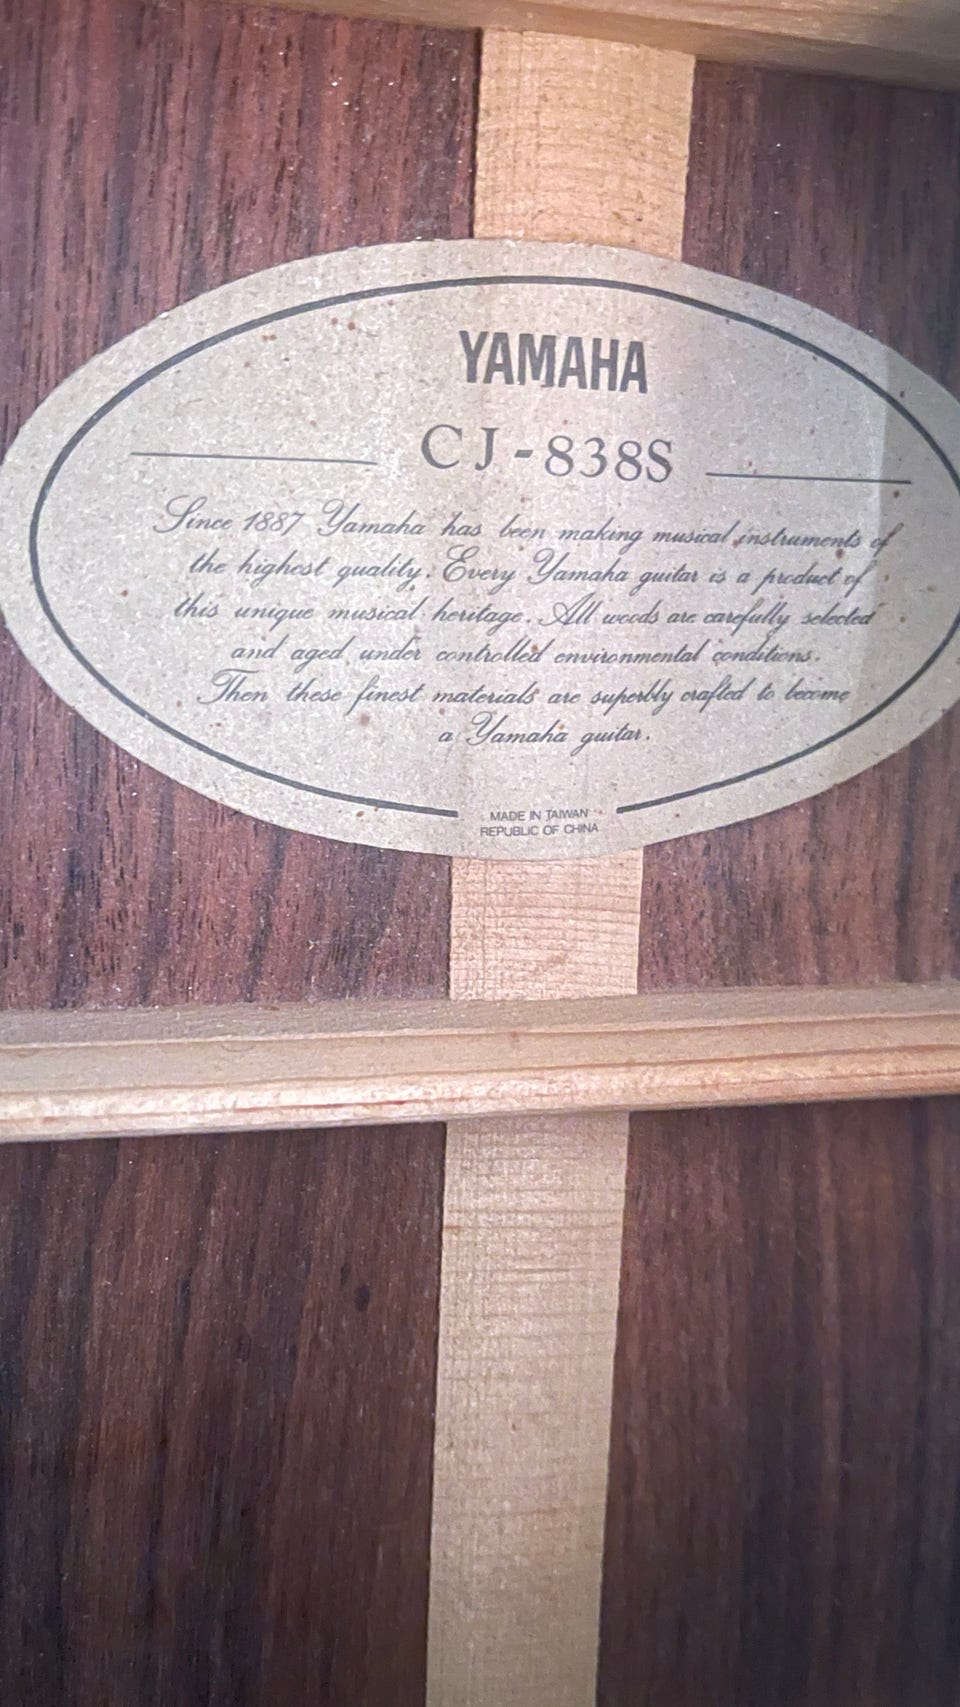 YAMAHA
CJ-838S
Since 1887 Yamaha has been making musical instruments of
the highest quality. Every Yamaha guitar is a product of
this unique musical heritage. All woods are carefully selected
and aged under controlled environmental conditions.
Then these finest materials are superbly crafted to become
a Yamaha guitar.
MADE IN TAIWAN
REPUBLIC OF CHINA